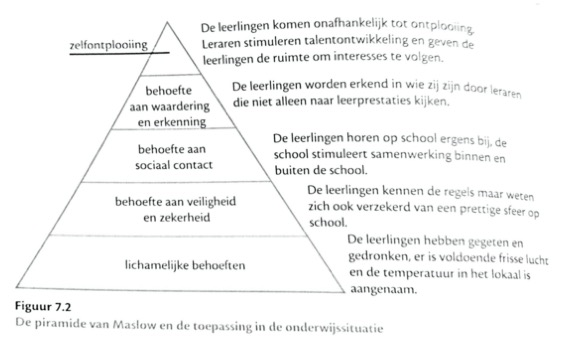 De leerlingen komen onafhankelijk tot ontplooiing.
zelfontplooiing
Leraren stimuleren talentontwikkeling en geven de
leerlingen de ruimte om interesses te volgen.
behoefte
aan waardering
en erkenning
De leerlingen worden erkend in wie zij zijn door leraren
die niet alleen naar leerprestaties kijken.
behoefte aan
sociaal contact
De leerlingen horen op school ergens bij, de
school stimuleert samenwerking binnen en
buiten de school.
behoefte aan veiligheid
en zekerheid
De leerlingen kennen de regels maar weten
zich ook verzekerd van een prettige sfeer op
school.
lichamelijke behoeften
De leerlingen hebben gegeten en
gedronken, er is voldoende frisse lucht
en de temperatuur in het lokaal is
aangenaam.
Figuur 7.2
De piramide van Maslow en de toepassing in de onderwijssituatie